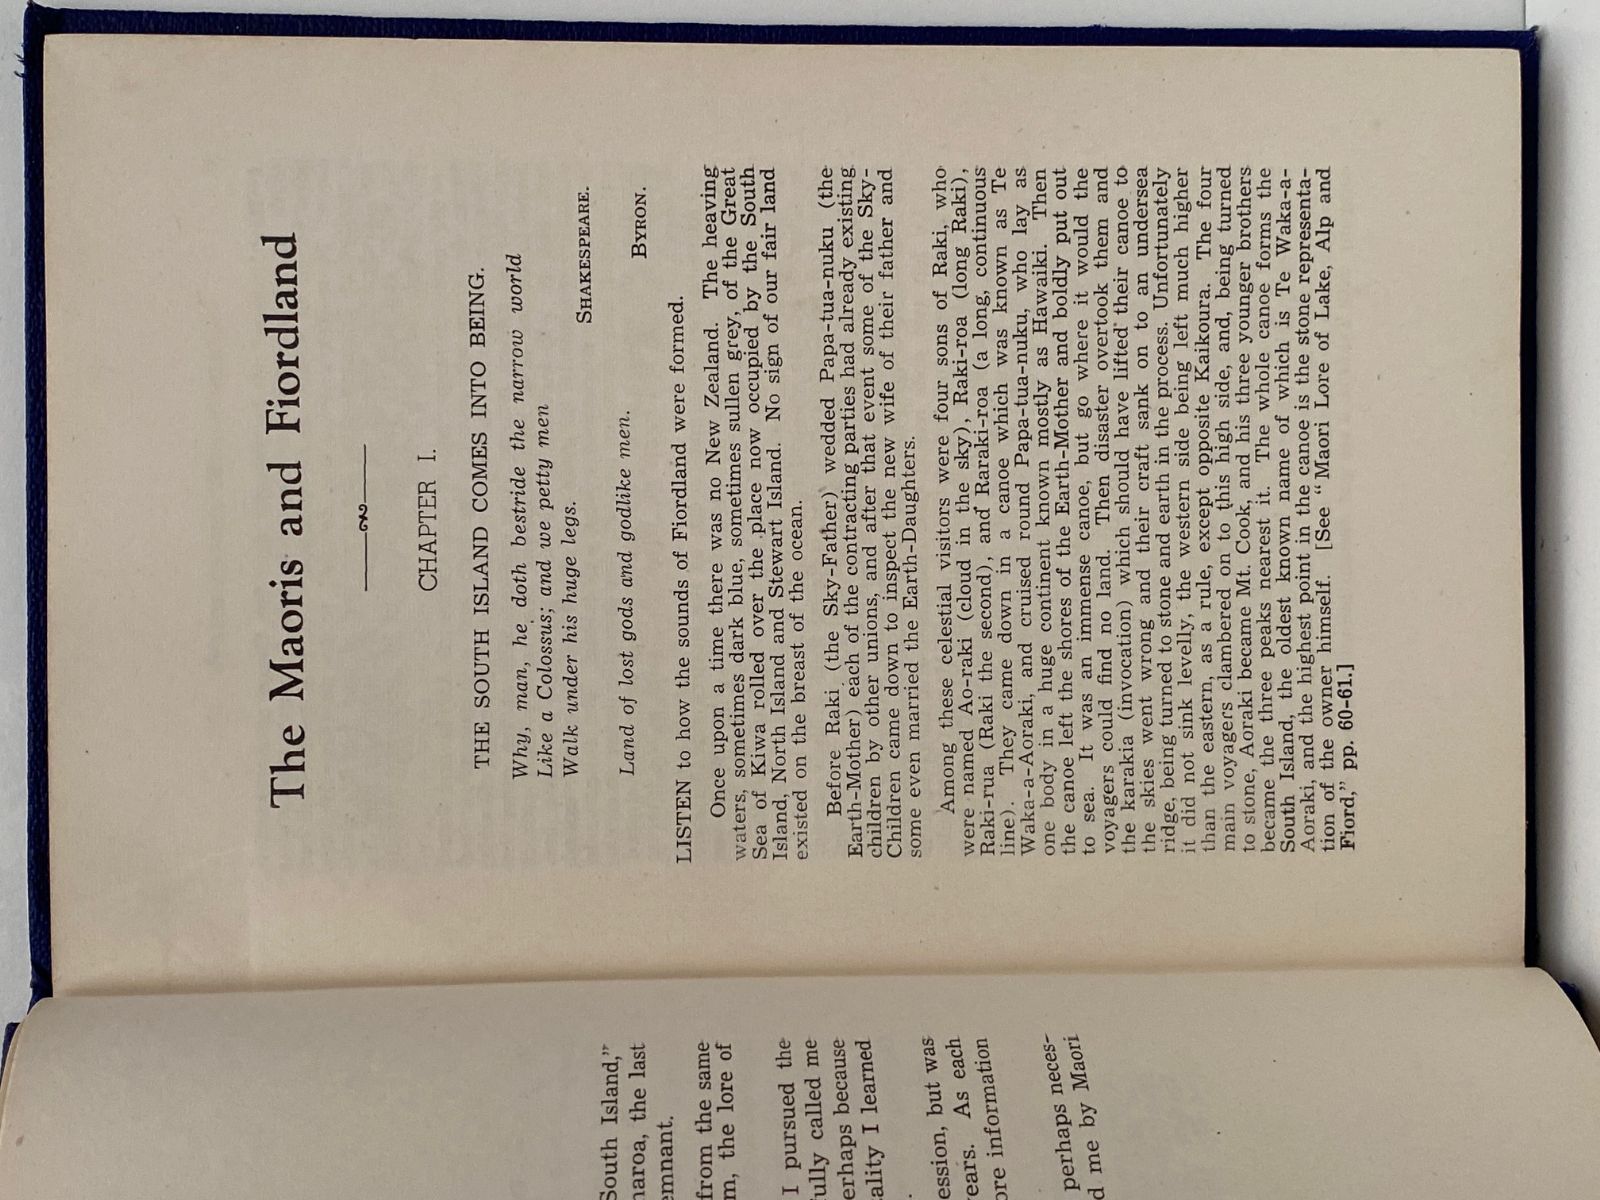 South Island,"
naroa, the last
emnant.
from the same
m, the lore of
I pursued the
fully called me
erhaps because
ality I learned
ession, but was
ears. As each
ore information
perhaps neces-
d me by Maori
The Maoris and Fiordland
CHAPTER I.
THE SOUTH ISLAND COMES INTO BEING.
Why, man, he doth bestride the narrow world
Like a Colossus; and we petty men
Walk under his huge legs.
SHAKESPEARE.
Land of lost gods and godlike men.
BYRON.
LISTEN to how the sounds of Fiordland were formed.
Once upon a time there was no New Zealand. The heaving
waters, sometimes dark blue, sometimes sullen grey, of the Great
Sea of Kiwa rolled over the place now occupied by the South
Island, North Island and Stewart Island. No sign of our fair land
existed on the breast of the ocean.
Before Raki (the Sky-Father) wedded Papa-tua-nuku (the
Earth-Mother) each of the contracting parties had already existing
children by other unions, and after that event some of the Sky-
Children came down to inspect the new wife of their father and
some even married the Earth-Daughters.
Among these celestial visitors were four sons of Raki, who
were named Ao-raki (cloud in the sky), Raki-roa (long Raki),
Raki-rua (Raki the second), and Raraki-roa (a long, continuous
line). They came down in a canoe which was known as Te
Waka-a-Aoraki, and cruised round Papa-tua-nuku, who lay as
one body in a huge continent known mostly as Hawaiki. Then
the canoe left the shores of the Earth-Mother and boldly put out
to sea. It was an immense canoe, but go where it would the
voyagers could find no land. Then disaster overtook them and
the karakia (invocation) which should have lifted their canoe to
the skies went wrong and their craft sank on to an undersea
ridge, being turned to stone and earth in the process. Unfortunately
it did not sink levelly, the western side being left much higher
than the eastern, as a rule, except opposite Kaikoura. The four
main voyagers clambered on to this high side, and, being turned
to stone, Aoraki became Mt. Cook, and his three younger brothers
became the three peaks nearest it. The whole canoe forms the
South Island, the oldest known name of which is Te Waka-a-
Aoraki, and the highest point in the canoe is the stone representa-
tion of the owner himself. [See "Maori Lore of Lake, Alp and
Fiord," pp. 60-61.]